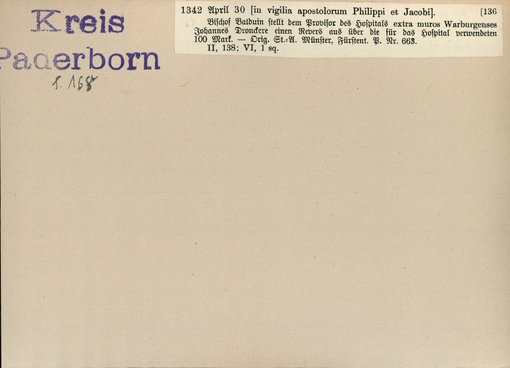 Kreis
Paderborn
S. 168
1342 April 30 [in vigilia apostolorum Philippi et Jacobi]. [136
Bischof Balduin stellt dem Provisor des Hospitals extra muros Warburgenses
Johannes Dronckere einen Revers aus über die für das Hospital verwendeten
100 Mark. — Orig. St.-A. Münster, Fürstent. P. Nr. 663.
II, 138; VI, 1 sq.